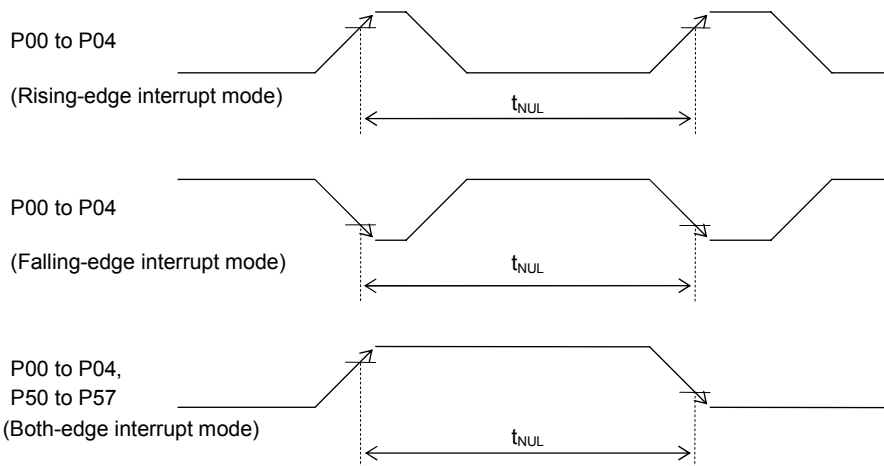 P00 to P04
(Rising-edge interrupt mode)
tNUL
P00 to P04
(Falling-edge interrupt mode)
tNUL
P00 to P04,
P50 to P57
(Both-edge interrupt mode)
tNUL